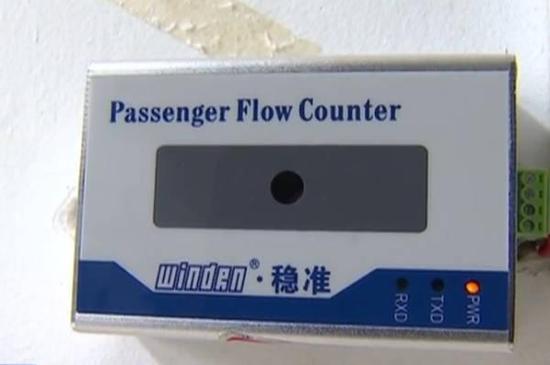 Passenger Flow Counter
winden®·稳准
RXD
TXD
PWR